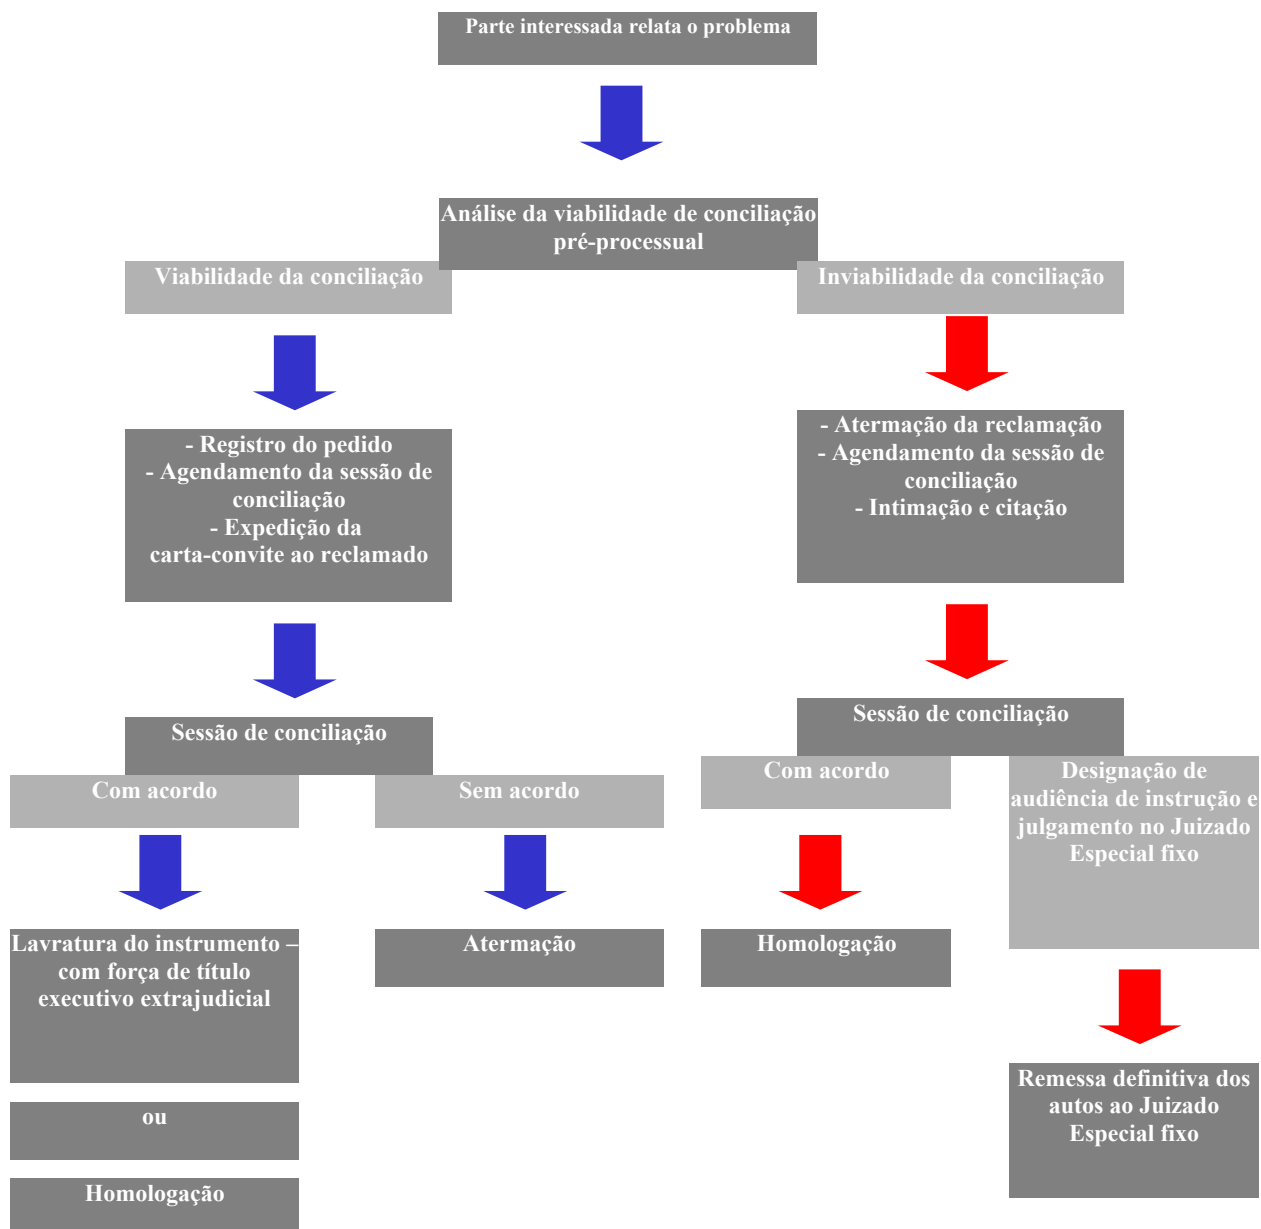 Parte interessada relata o problema
Análise da viabilidade de conciliação
pré-processual
Viabilidade da conciliação
Inviabilidade da conciliação
- Registro do pedido
- Agendamento da sessão de
conciliação
- Expedição da
carta-convite ao reclamado
- Atermação da reclamação
- Agendamento da sessão de
conciliação
- Intimação e citação
Sessão de conciliação
Sessão de conciliação
Com acordo
Sem acordo
Com acordo
Designação de
audiência de instrução e
julgamento no Juizado
Especial fixo
Lavratura do instrumento –
com força de título
executivo extrajudicial
Atermação
Homologação
Remessa definitiva dos
autos ao Juizado
Especial fixo
ou
Homologação